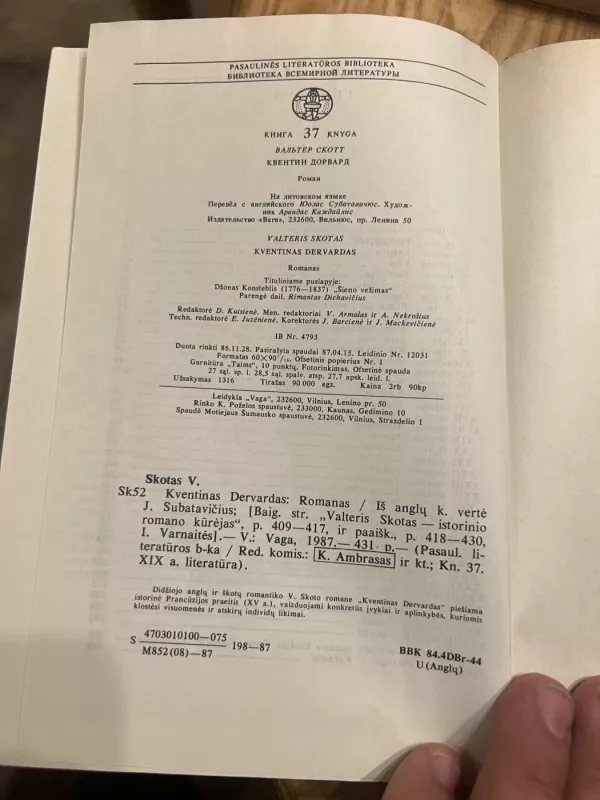 PASAULINĖS LITERATŪROS BIBLIOTEKA
БИБЛИОТЕКА ВСЕМИРНОЙ ЛИТЕРАТУРЫ
КНИГА 37 KNYGA
ВАЛЬТЕР СКОТТ
КВЕНТИН ДОРВАРД
Роман
На литовском языке
Перевёл с английского Юозас Субатавичюс. Худож-
ник Арвидас Каждайлис
Издательство «Вага», 232600, Вильнюс, пр. Ленина 50
VALTERIS SKOTAS
KVENTINAS DERVARDAS
Romanas
Tituliniame puslapyje:
Džonas Konsteblis (1776—1837) „Šieno vežimas“
Parengė dail. Rimantas Dichavičius
Redaktorė D. Kuisienė. Men. redaktoriai V. Armalas ir A. Nekrošius
Techn. redaktorė E. Juzėnienė. Korektorės J. Barcienė ir J. Mackevičienė
IB Nr. 4793
Duota rinkti 86.11.28. Pasirašyta spaudai 87.04.15. Leidinio Nr. 12031
Formatas 60×90¹/₁₆. Ofsetinis popierius Nr. 1
Garnitūra „Taims“, 10 punktų. Fotorinkimas. Ofsetinė spauda
27 sąl. sp. l. 28,5 sąl. spalv. atsp. 27,7 apsk. leid. l.
Užsakymas 1316 Tiražas 90 000 egz. Kaina 2rb 90kp
Leidykla „Vaga“, 232600, Vilnius, Lenino pr. 50
Rinko K. Poželos spaustuvė, 233000, Kaunas, Gedimino 10
Spaudė Motiejaus Šumausko spaustuvė, 232600, Vilnius, Strazdelio 1
Skotas V.
Sk52 Kventinas Dervardas: Romanas / Iš anglų k. vertė
J. Subatavičius; [Baig. str. „Valteris Skotas — istorinio
romano kūrėjas“, p. 409—417, ir paaišk., p. 418—430,
I. Varnaitės].— V.: Vaga, 1987.— 431 p.— (Pasaul. li-
teratūros b-ka / Red. komis.: K. Ambrasas ir kt.; Kn. 37.
XIX a. literatūra).
Didžiojo anglų ir škotų romantiko V. Skoto romane „Kventinas Dervardas“ piešiama
istorinė Prancūzijos praeitis (XV a.), vaizduojami konkretūs įvykiai ir aplinkybės, kuriomis
klostėsi visuomenės ir atskirų individų likimai.
S 4703010100—075 198—87
M852(08)—87
BBK 84.4DBr-44
U (Anglų)